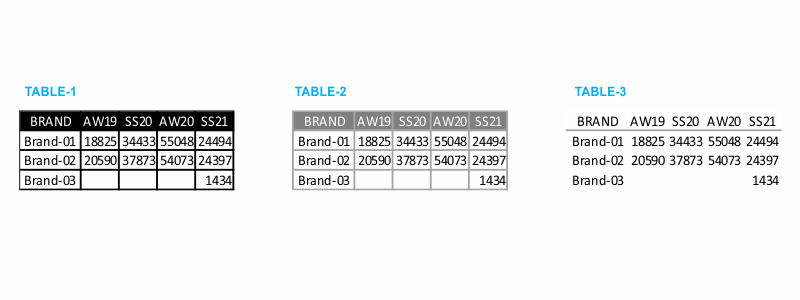 TABLE-1
BRAND AW19 SS20 AW20 SS21
Brand-01 18825 34433 55048 24494
Brand-02 20590 37873 54073 24397
Brand-03 1434
TABLE-2
BRAND AW19 SS20 AW20 SS21
Brand-01 18825 34433 55048 24494
Brand-02 20590 37873 54073 24397
Brand-03 1434
TABLE-3
BRAND AW19 SS20 AW20 SS21
Brand-01 18825 34433 55048 24494
Brand-02 20590 37873 54073 24397
Brand-03 1434